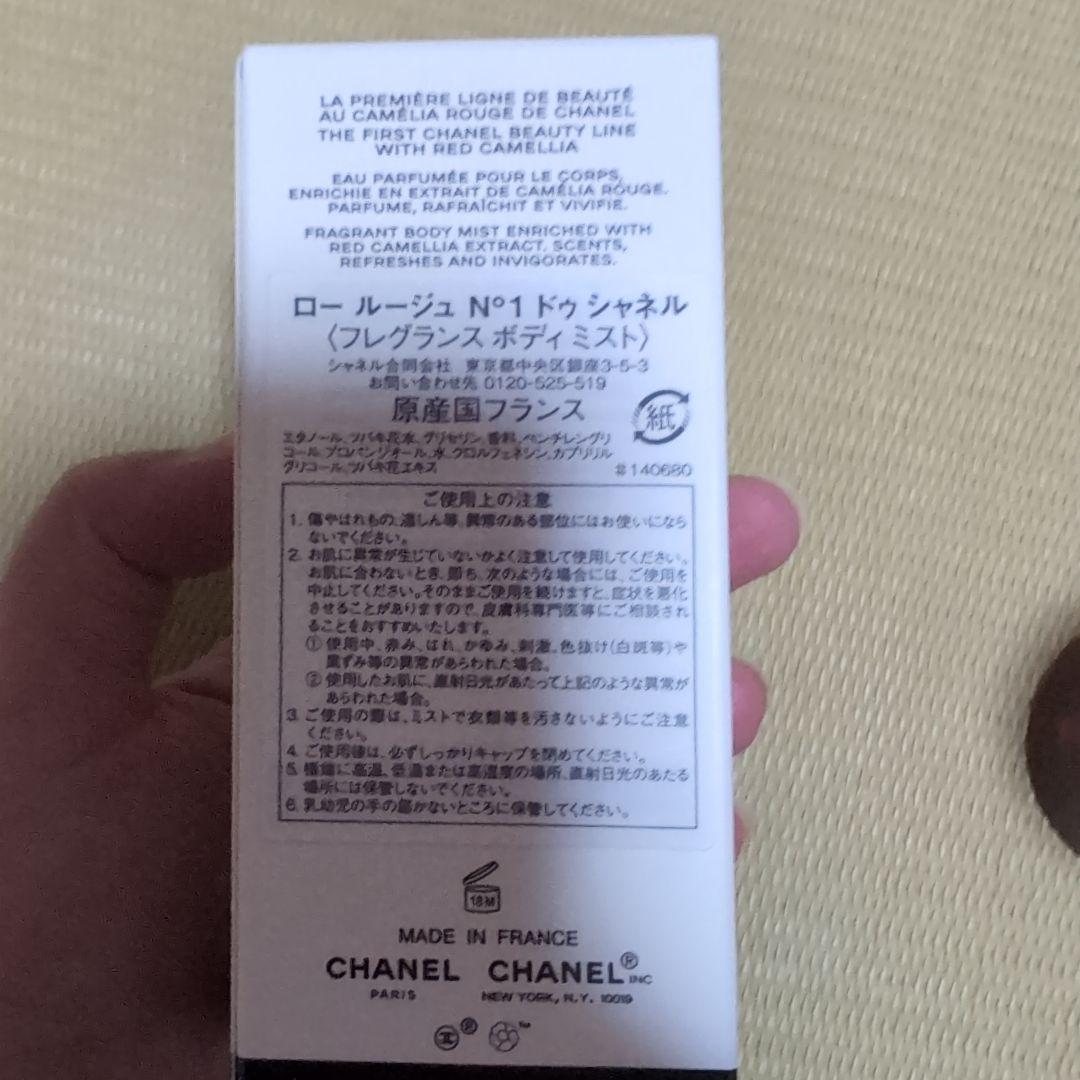 LA PREMIÈRE LIGNE DE BEAUTÉ
AU CAMÉLIA ROUGE DE CHANEL
THE FIRST CHANEL BEAUTY LINE
WITH RED CAMELLIA
EAU PARFUMÉE POUR LE CORPS,
ENRICHIE EN EXTRAIT DE CAMÉLIA ROUGE.
PARFUME, RAFRAÎCHIT ET VIVIFIE.
FRAGRANT BODY MIST ENRICHED WITH
RED CAMELLIA EXTRACT. SCENTS,
REFRESHES AND INVIGORATES.
ロー ルージュ N°1 ドゥ シャネル
〈フレグランス ボディ ミスト〉
シャネル合同会社 東京都中央区銀座3-5-3
お問い合わせ先 0120-525-519
原産国フランス
紙
エタノール、ツバキ花水、グリセリン、香料、ペンチレングリ
コール、プロパンジオール、水、クロルフェネシン、カプリリル
グリコール、ツバキ花エキス
#140680
ご使用上の注意
1. 傷やはれもの、湿しん等、異常のある部位にはお使いになら
ないでください。
2. お肌に異常が生じていないかよく注意して使用してください。
お肌に合わないとき、即ち、次のような場合には、ご使用を
中止してください。そのままご使用を続けますと、症状を悪化
させることがありますので、皮膚科専門医等にご相談され
ることをおすすめいたします。
① 使用中、赤み、はれ、かゆみ、刺激、色抜け(白斑等)や
黒ずみ等の異常があらわれた場合。
② 使用したお肌に、直射日光があたって上記のような異常が
あらわれた場合。
3. ご使用の際は、ミストで衣類等を汚さないようにご注意
ください。
4. ご使用後は、必ずしっかりキャップを閉めてください。
5. 極端に高温、低温または高湿度の場所、直射日光のあたる
場所には保管しないでください。
6. 乳幼児の手の届かないところに保管してください。
18M
MADE IN FRANCE
CHANEL CHANEL® INC
PARIS NEW YORK, N.Y. 10019
® ™